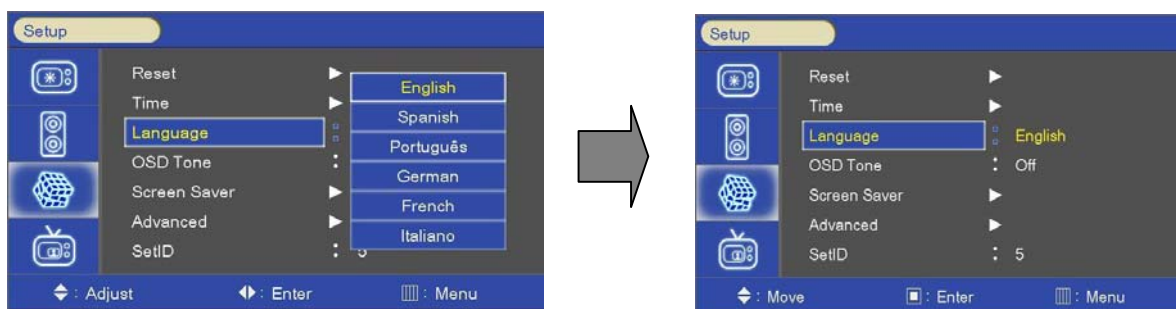 Setup
Reset ▶
Time ▶
Language :
OSD Tone :
Screen Saver ▶
Advanced ▶
SetID : 5
English
Spanish
Português
German
French
Italiano
: Adjust : Enter : Menu
Setup
Reset ▶
Time ▶
Language : English
OSD Tone : Off
Screen Saver ▶
Advanced ▶
SetID : 5
: Move : Enter : Menu